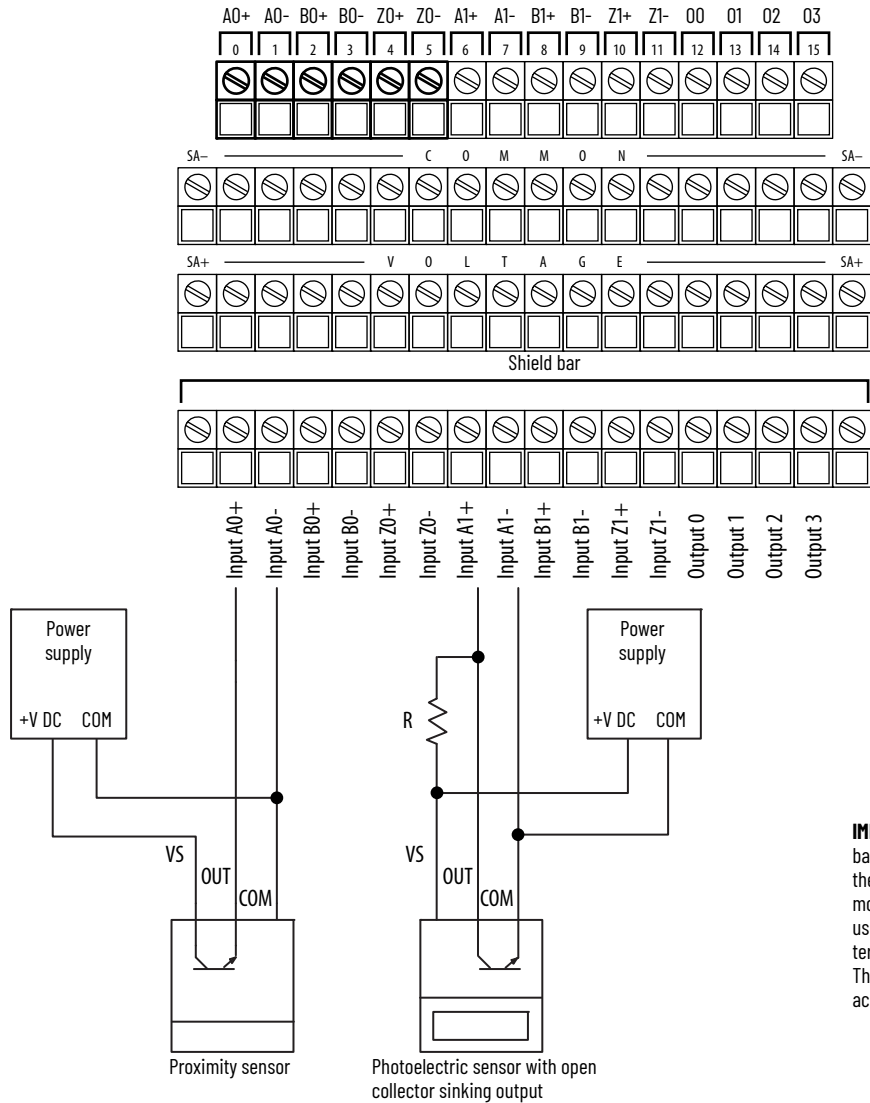 A0+ A0- B0+ B0- Z0+ Z0- A1+ A1- B1+ B1- Z1+ Z1- 00 01 02 03
0 1 2 3 4 5 6 7 8 9 10 11 12 13 14 15
SA– C O M M O N SA–
SA+ V O L T A G E SA+
Shield bar
Input A0+
Input A0-
Input B0+
Input B0-
Input Z0+
Input Z0-
Input A1+
Input A1-
Input B1+
Input B1-
Input Z1+
Input Z1-
Output 0
Output 1
Output 2
Output 3
Power
supply
+V DC COM
VS
OUT
COM
Proximity sensor
R
Power
supply
+V DC COM
VS
OUT
COM
Photoelectric sensor with open
collector sinking output